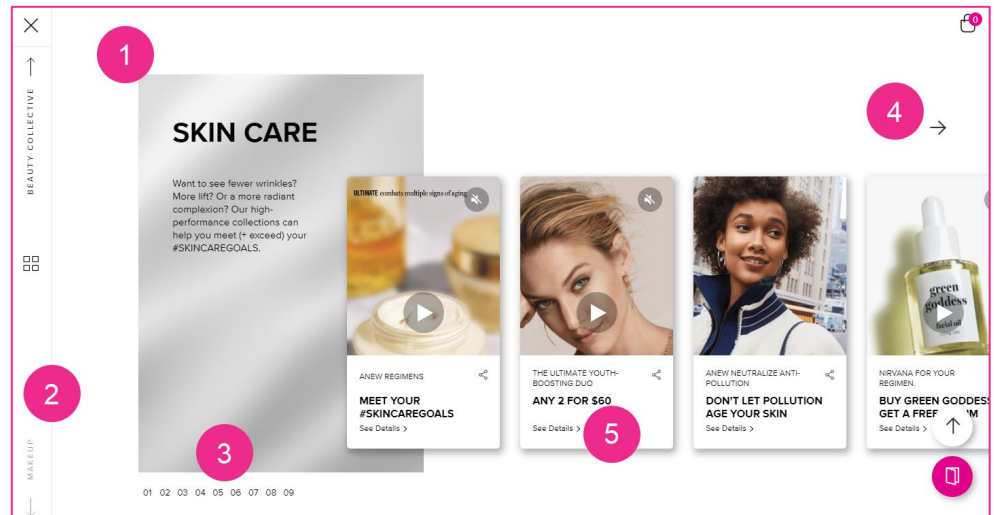 0
1
BEAUTY COLLECTIVE
4
SKIN CARE
Want to see fewer wrinkles?
More lift? Or a more radiant
complexion? Our high-
performance collections can
help you meet (+ exceed) your
#SKINCAREGOALS.
ULTIMATE combats multiple signs of aging
green
goddess
facial oil
2
MAKEUP
3
ANEW REGIMENS
MEET YOUR
#SKINCAREGOALS
See Details >
THE ULTIMATE YOUTH-
BOOSTING DUO
ANY 2 FOR $60
See Details >
5
ANEW NEUTRALIZE ANTI-
POLLUTION
DON'T LET POLLUTION
AGE YOUR SKIN
See Details >
NIRVANA FOR YOUR
REGIMEN.
BUY GREEN GODDES
GET A
See Details >
01 02 03 04 05 06 07 08 09